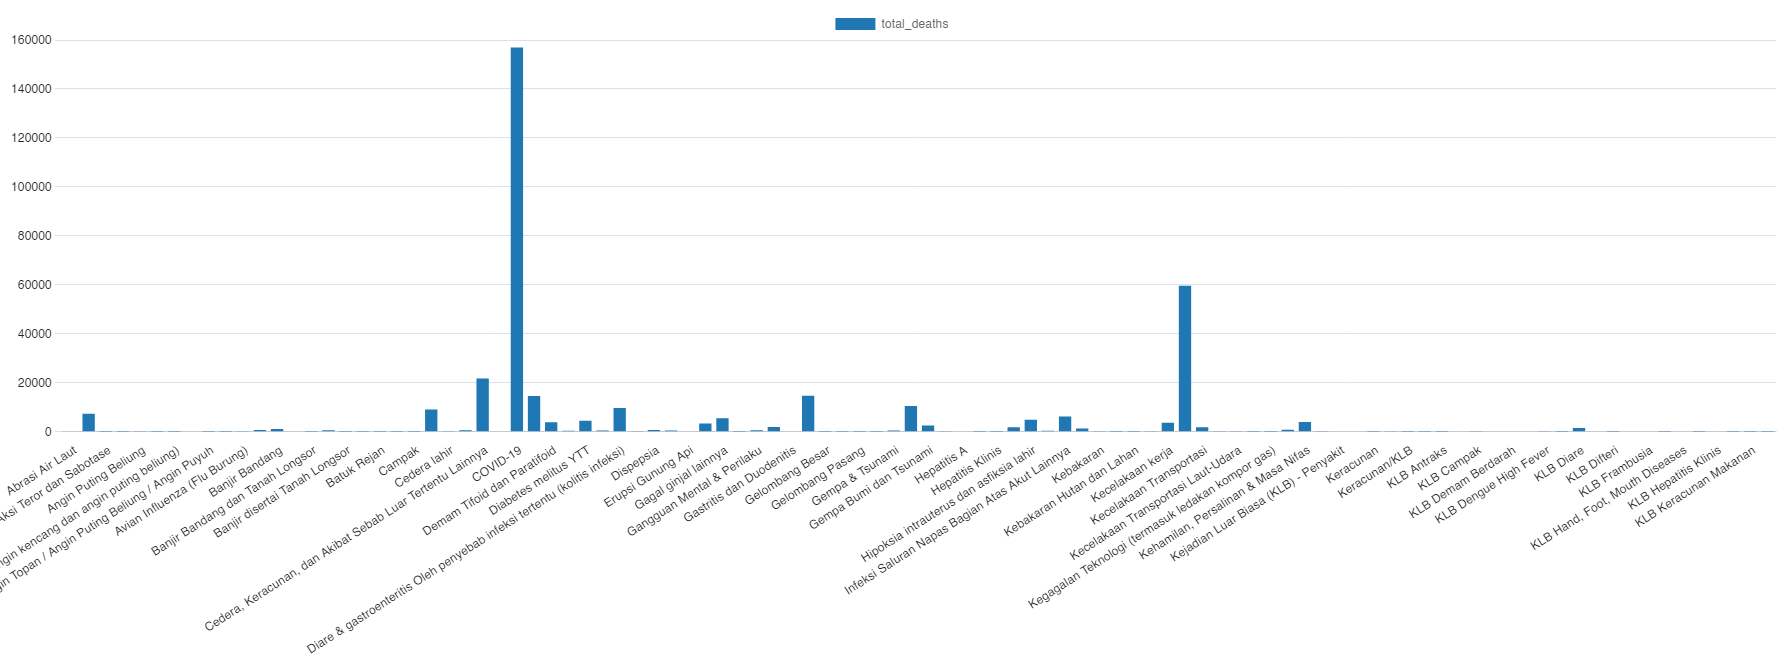 total_deaths
160000
140000
120000
100000
80000
60000
40000
20000
0
Abrasi Air Laut
Aksi Teror dan Sabotase
Angin Puting Beliung
ngin kencang dan angin puting beliung)
gin Topan / Angin Puting Beliung / Angin Puyuh
Avian Influenza (Flu Burung)
Banjir Bandang
Banjir Bandang dan Tanah Longsor
Banjir disertai Tanah Longsor
Batuk Rejan
Campak
Cedera lahir
Cedera, Keracunan, dan Akibat Sebab Luar Tertentu Lainnya
COVID-19
Demam Tifoid dan Paratifoid
Diabetes melitus YTT
Diare & gastroenteritis Oleh penyebab infeksi tertentu (kolitis infeksi)
Dispepsia
Erupsi Gunung Api
Gagal ginjal lainnya
Gangguan Mental & Perilaku
Gastritis dan Duodenitis
Gelombang Besar
Gelombang Pasang
Gempa & Tsunami
Gempa Bumi dan Tsunami
Hepatitis A
Hepatitis Klinis
Hipoksia intrauterus dan asfiksia lahir
Infeksi Saluran Napas Bagian Atas Akut Lainnya
Kebakaran
Kebakaran Hutan dan Lahan
Kecelakaan kerja
Kecelakaan Transportasi
Kecelakaan Transportasi Laut-Udara
Kegagalan Teknologi (termasuk ledakan kompor gas)
Kehamilan, Persalinan & Masa Nifas
Kejadian Luar Biasa (KLB) - Penyakit
Keracunan
Keracunan/KLB
KLB Antraks
KLB Campak
KLB Demam Berdarah
KLB Dengue High Fever
KLB Diare
KLB Difteri
KLB Frambusia
KLB Hand, Foot, Mouth Diseases
KLB Hepatitis Klinis
KLB Keracunan Makanan